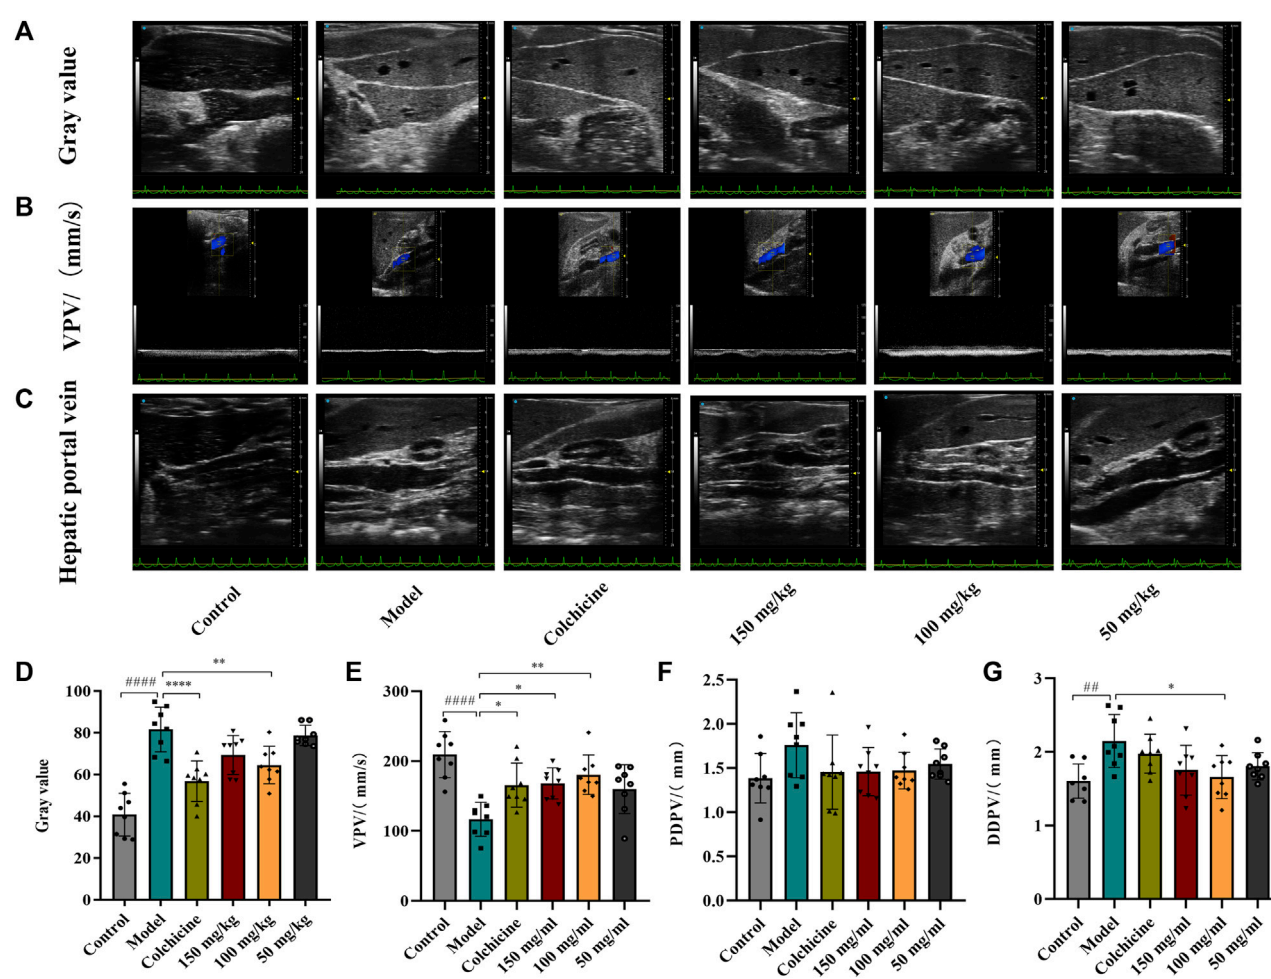 A
Gray value
B
VPV/（mm/s）
C
Hepatic portal vein
Control
Model
Colchicine
150 mg/kg
100 mg/kg
50 mg/kg
D
Gray value
100
80
60
40
20
0
####
****
**
Control
Model
Colchicine
150 mg/kg
100 mg/kg
50 mg/kg
E
VPV/( mm/s)
300
200
100
0
####
*
*
**
Control
Model
Colchicine
150 mg/ml
100 mg/ml
50 mg/ml
F
PDPV/( mm)
2.5
2.0
1.5
1.0
0.5
0.0
Control
Model
Colchicine
150 mg/ml
100 mg/ml
50 mg/ml
G
DDPV/( mm)
3
2
1
0
##
*
Control
Model
Colchicine
150 mg/ml
100 mg/ml
50 mg/ml